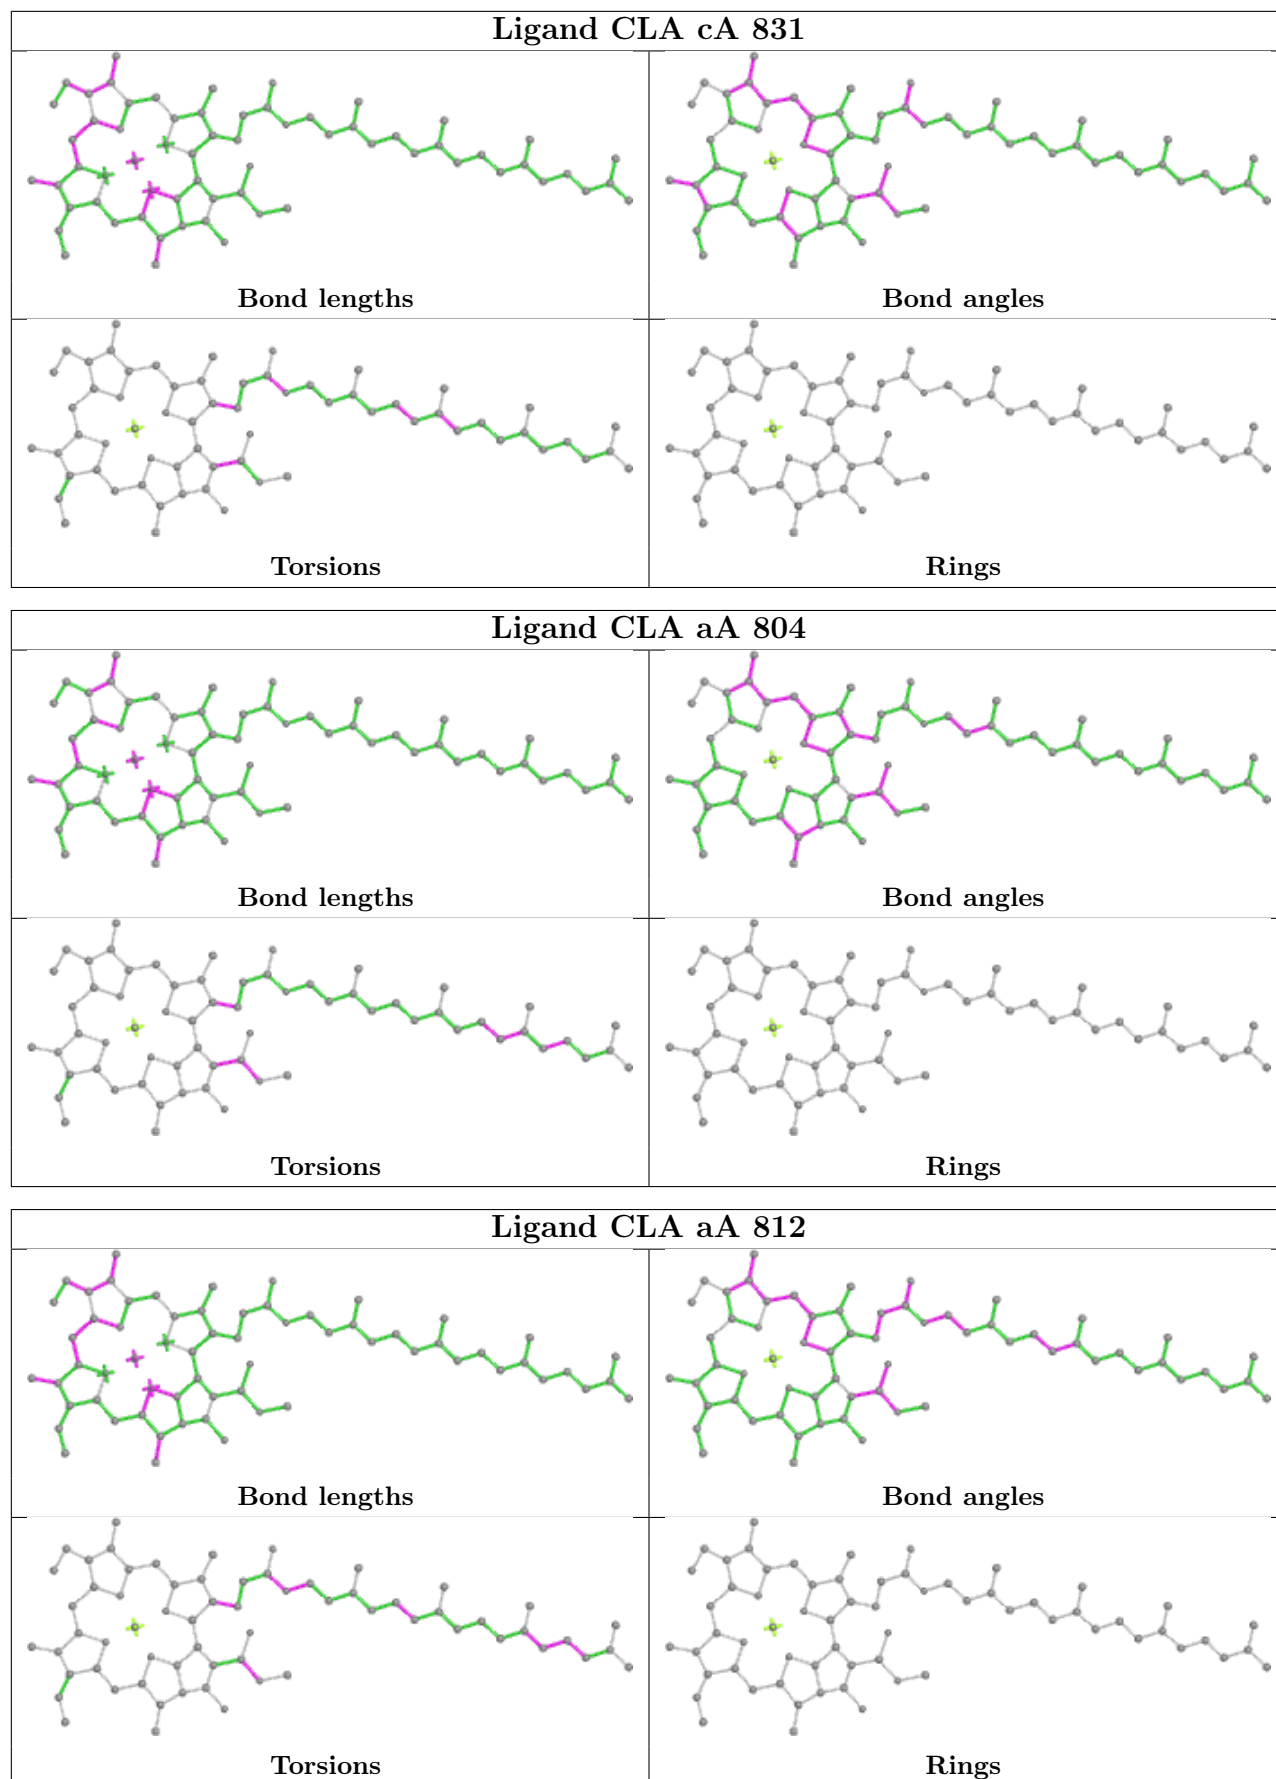 Ligand CLA cA 831
Bond lengths
Bond angles
Torsions
Rings
Ligand CLA aA 804
Bond lengths
Bond angles
Torsions
Rings
Ligand CLA aA 812
Bond lengths
Bond angles
Torsions
Rings